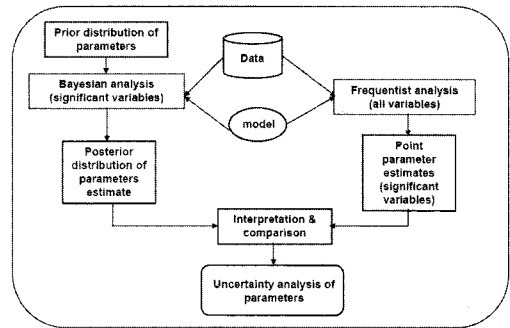 Prior distribution of
parameters
Data
Bayesian analysis
(significant variables)
Frequentist analysis
(all variables)
model
Posterior
distribution of
parameters
estimate
Point
parameter
estimates
(significant
variables)
Interpretation &
comparison
Uncertainty analysis of
parameters